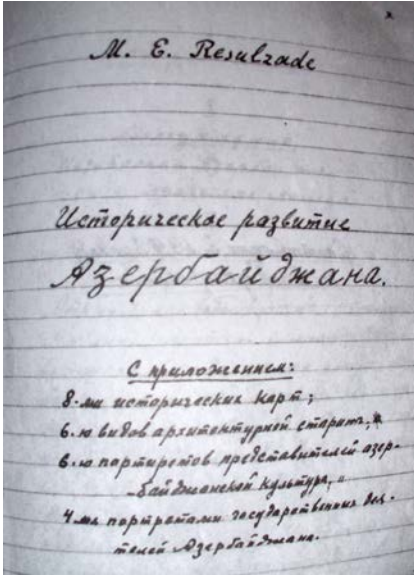 M. E. Resulzade
Историческое развитие
Азербайджана.
С приложением:
8-ми исторических карт;
6-ю видов архитектурной старины,
6-ю портретов представителей азер-
-байджанской культуры,
4-мя портретами государственных дея-
телей Азербайджана.